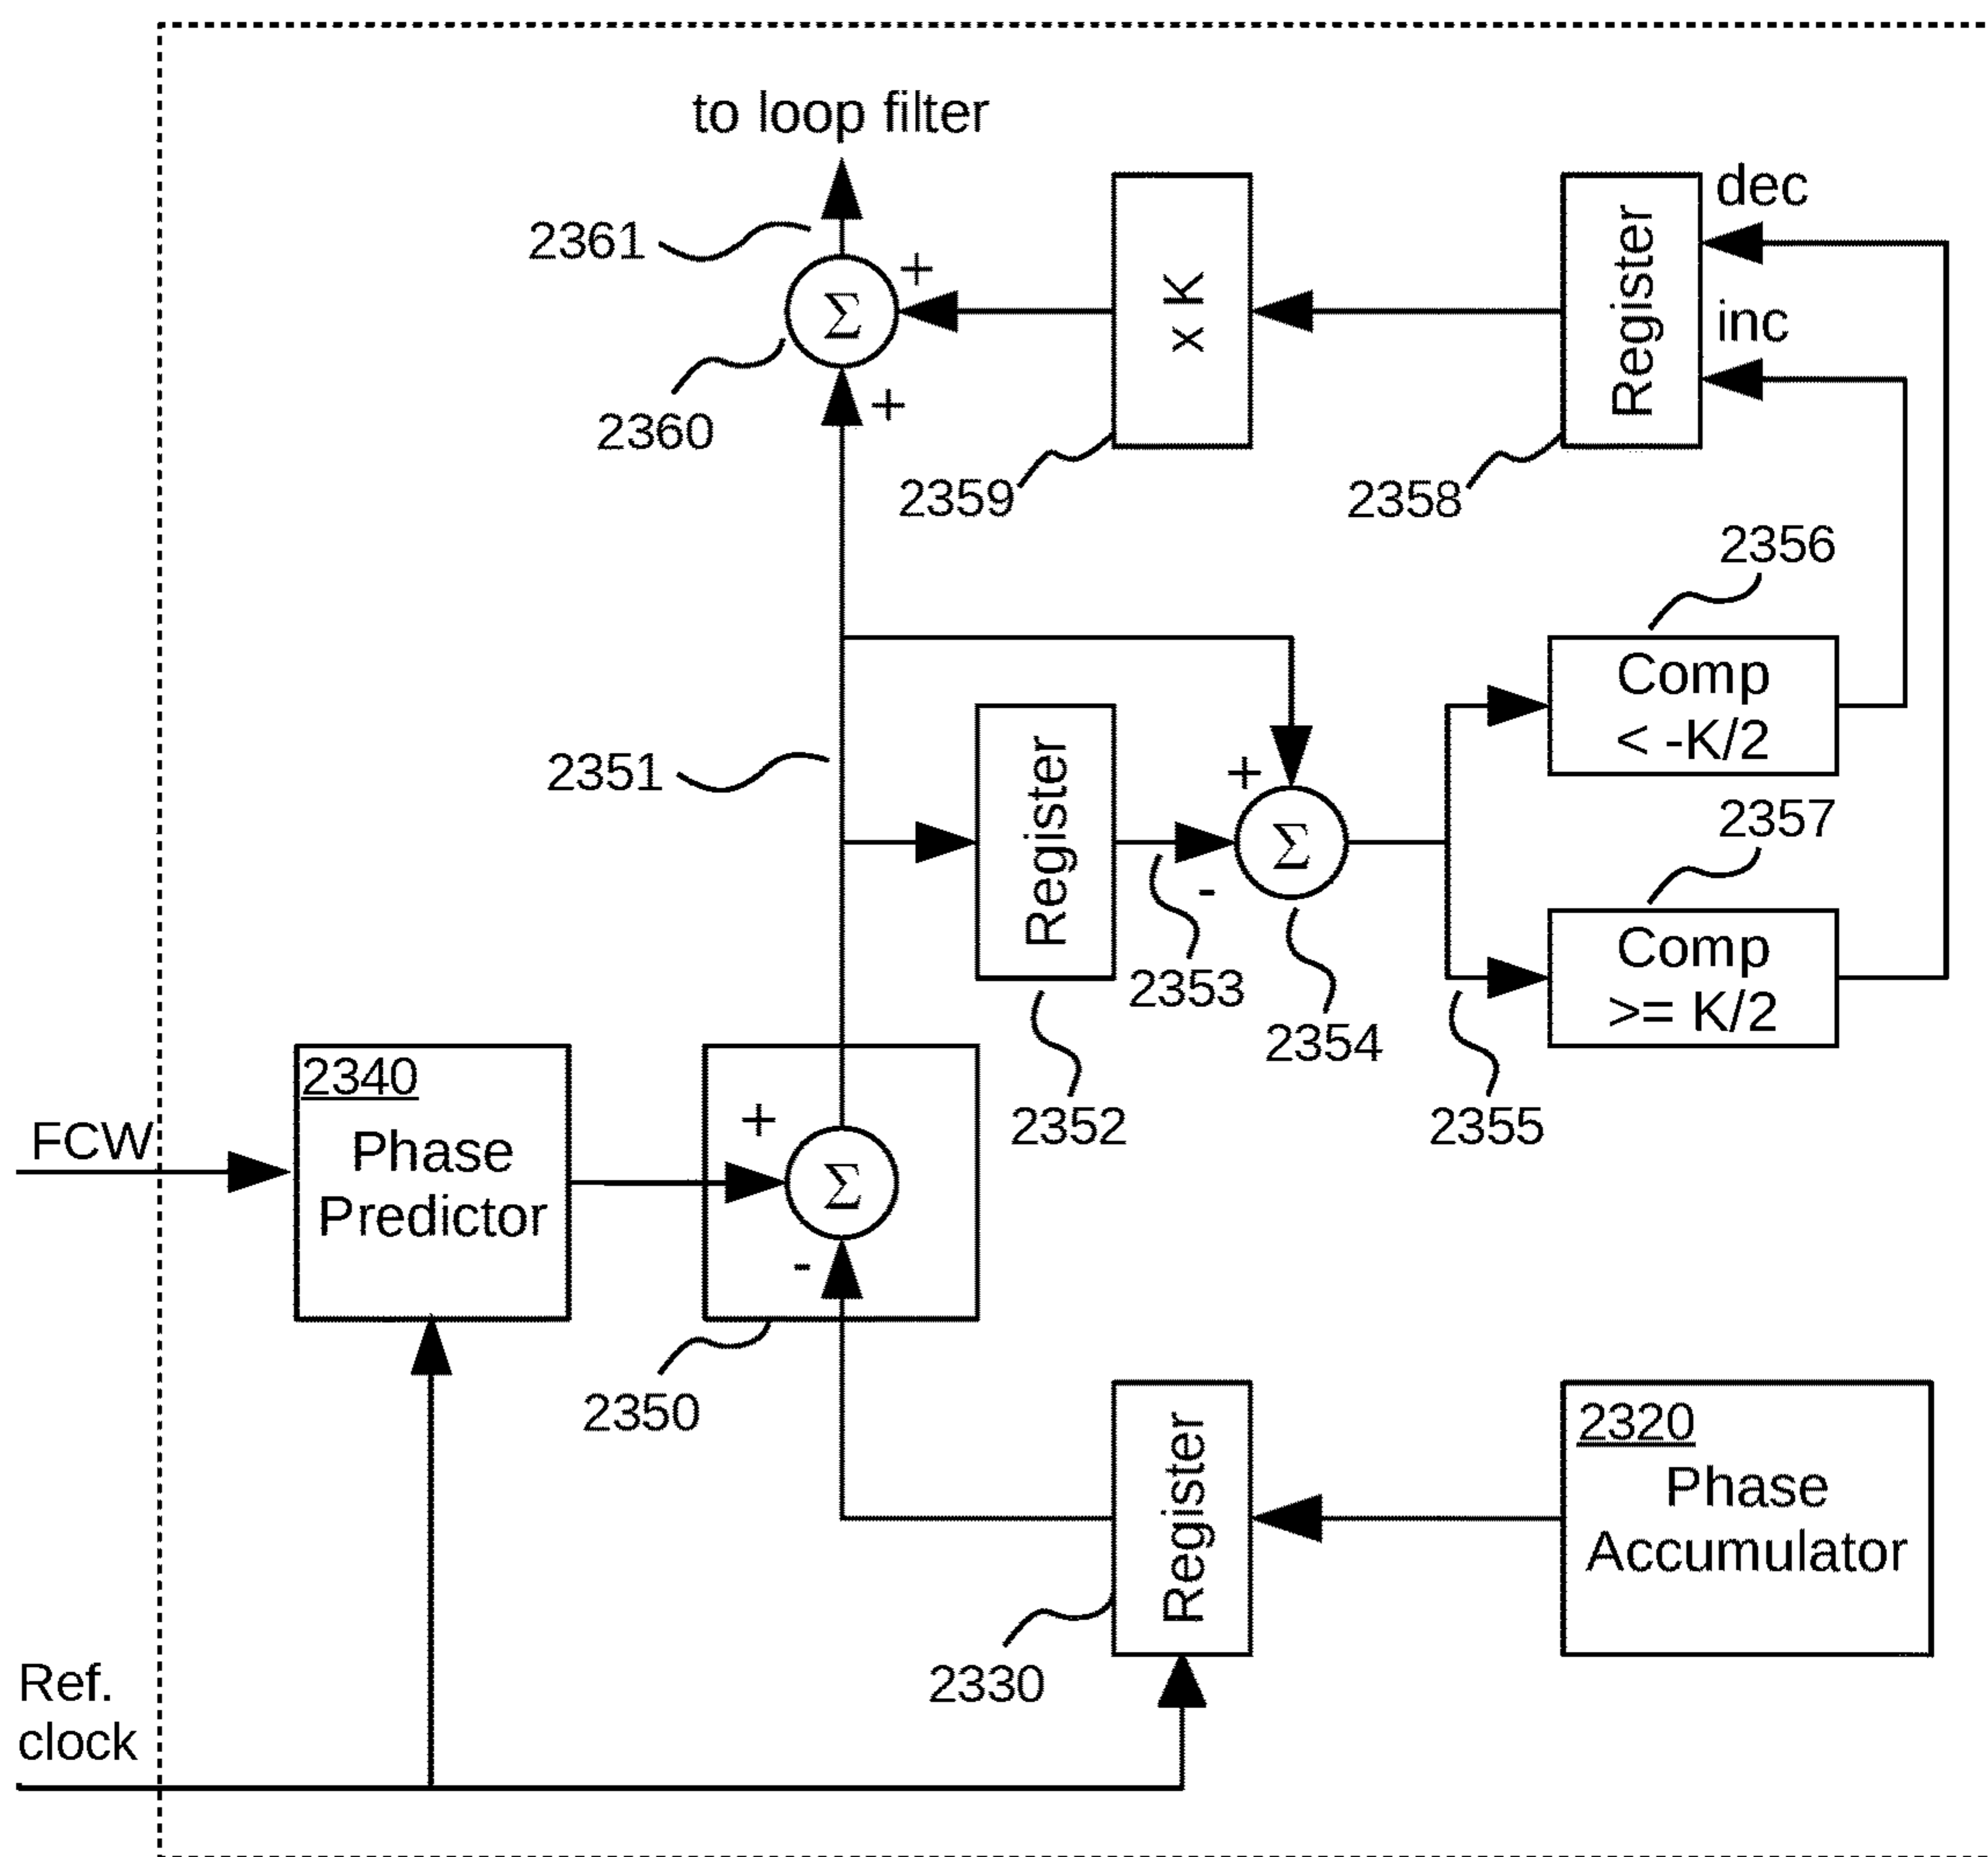 to loop filter
dec
2361
+
Σ
x K
Register
inc
+
2360
2359
2358
2356
Comp
< -K/2
2351
Register
+
Σ
-
2357
Comp
>= K/2
2353
2354
2352
2355
2340
Phase
Predictor
FCW
+
Σ
-
2350
Register
2320
Phase
Accumulator
2330
Ref.
clock